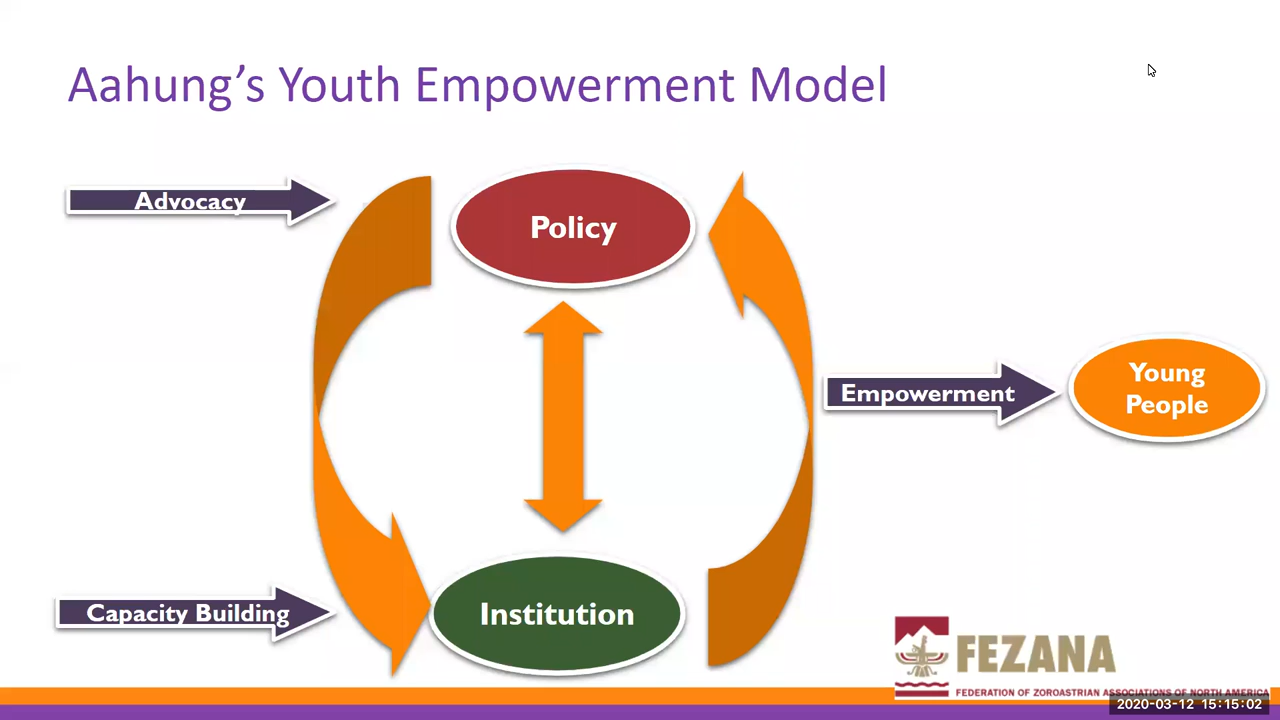 Aahung’s Youth Empowerment Model
Advocacy
Policy
Empowerment
Young
People
Capacity Building
Institution
FEZANA
FEDERATION OF ZOROASTRIAN ASSOCIATIONS OF NORTH AMERICA
2020-03-12 15:15:02